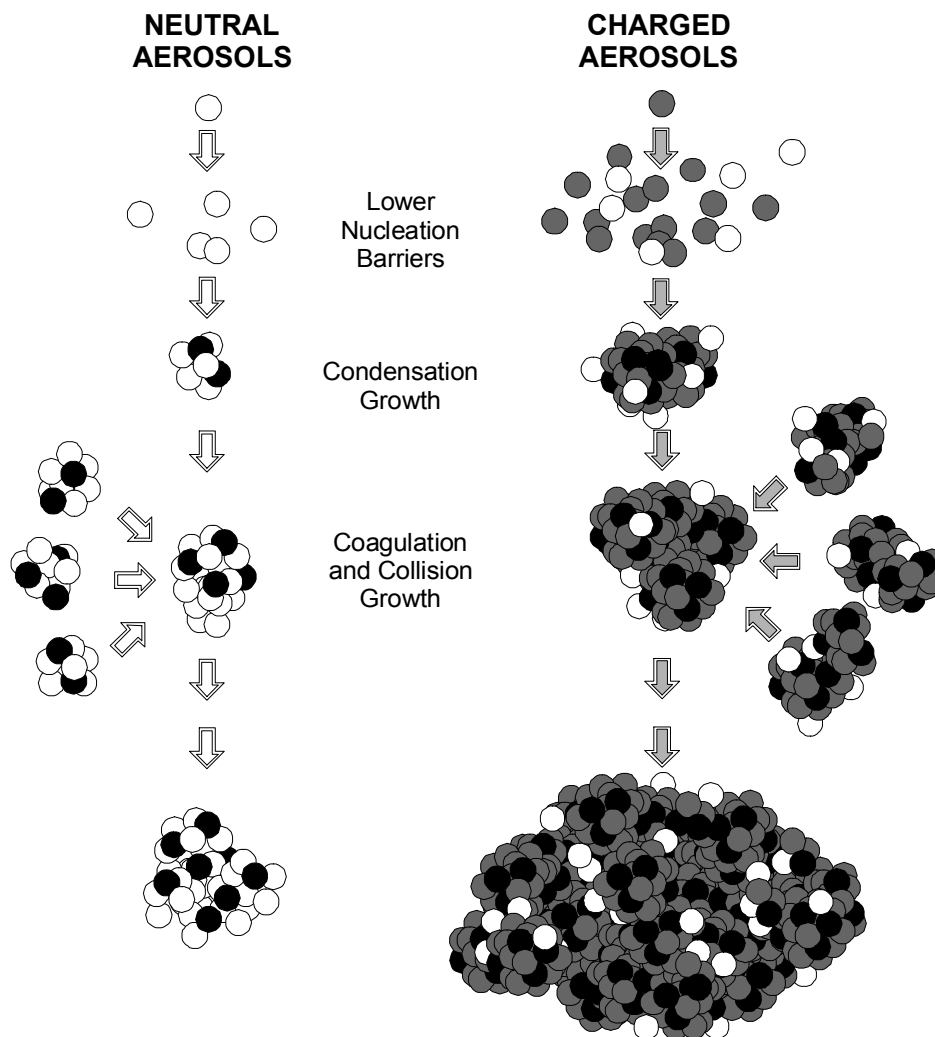 NEUTRAL
AEROSOLS
CHARGED
AEROSOLS
Lower
Nucleation
Barriers
Condensation
Growth
Coagulation
and Collision
Growth